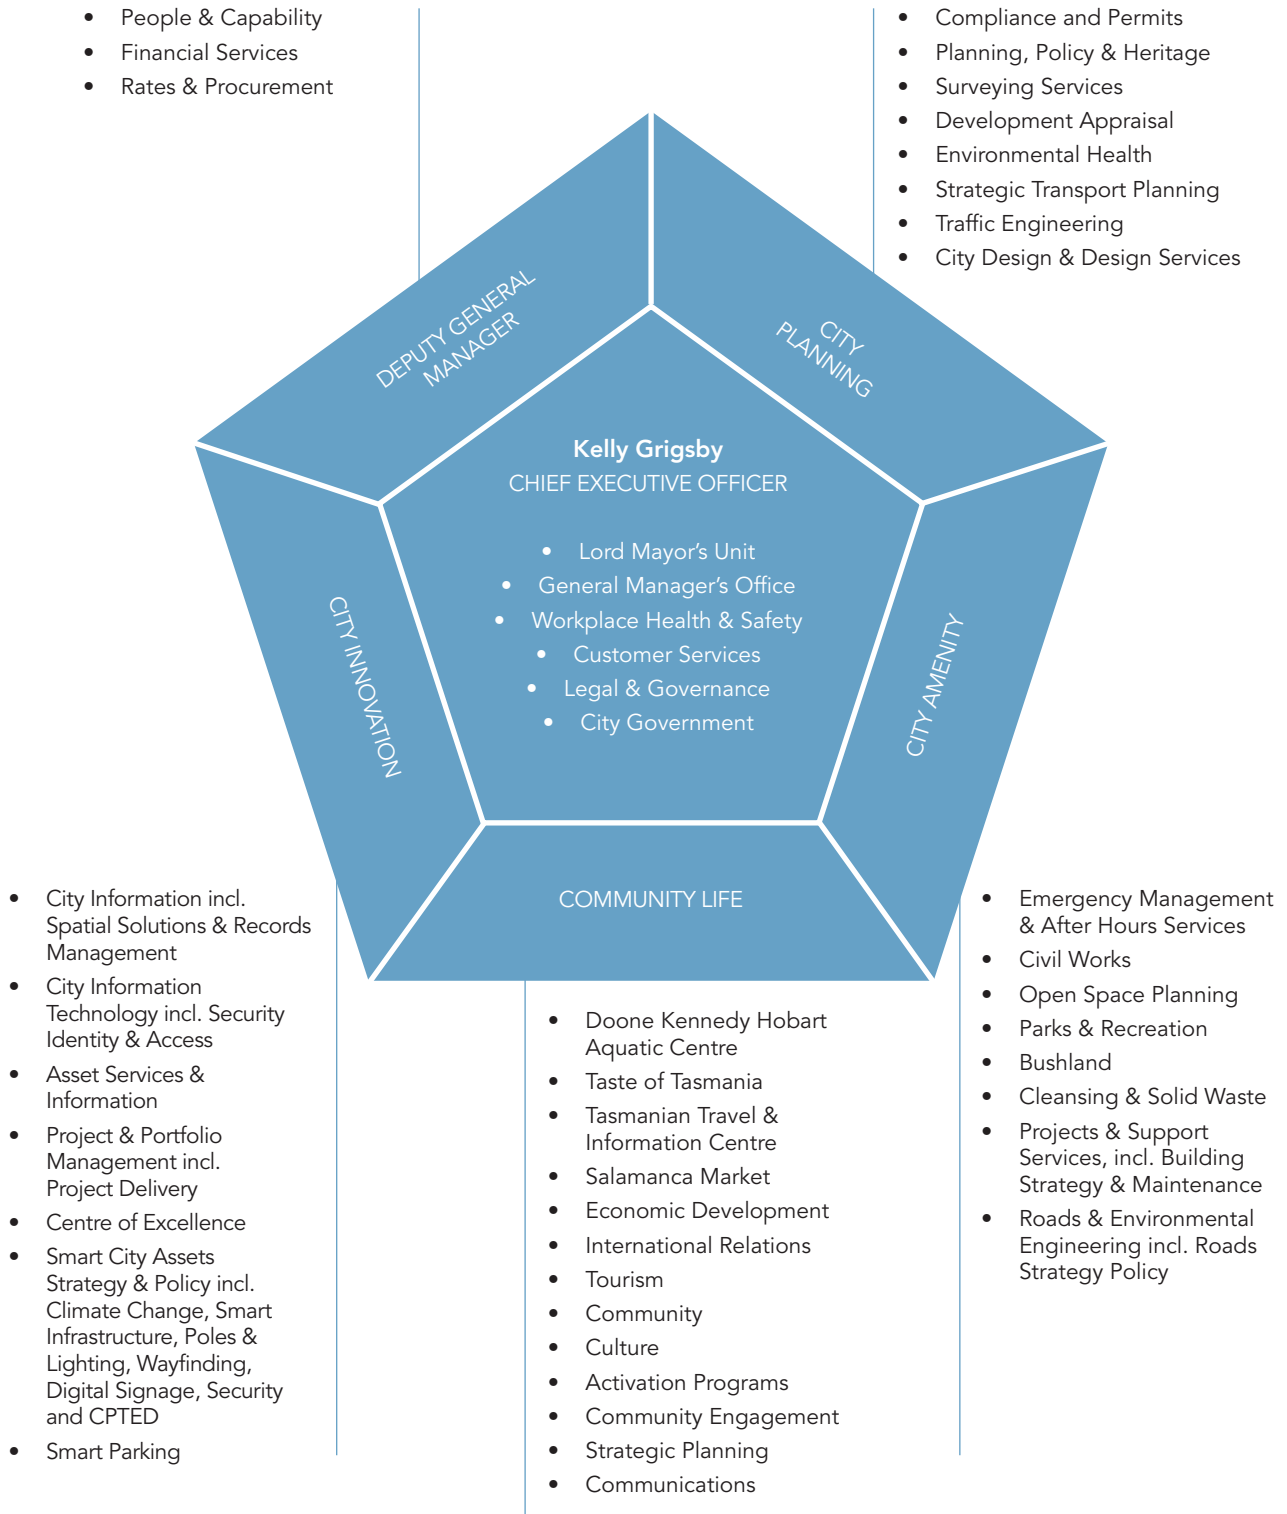 • People & Capability
• Financial Services
• Rates & Procurement
• Compliance and Permits
• Planning, Policy & Heritage
• Surveying Services
• Development Appraisal
• Environmental Health
• Strategic Transport Planning
• Traffic Engineering
• City Design & Design Services
DEPUTY GENERAL
MANAGER
CITY
PLANNING
Kelly Grigsby
CHIEF EXECUTIVE OFFICER
• Lord Mayor’s Unit
• General Manager’s Office
• Workplace Health & Safety
• Customer Services
• Legal & Governance
• City Government
CITY INNOVATION
CITY AMENITY
COMMUNITY LIFE
• City Information incl.
Spatial Solutions & Records
Management
• City Information
Technology incl. Security
Identity & Access
• Asset Services &
Information
• Project & Portfolio
Management incl.
Project Delivery
• Centre of Excellence
• Smart City Assets
Strategy & Policy incl.
Climate Change, Smart
Infrastructure, Poles &
Lighting, Wayfinding,
Digital Signage, Security
and CPTED
• Smart Parking
• Doone Kennedy Hobart
Aquatic Centre
• Taste of Tasmania
• Tasmanian Travel &
Information Centre
• Salamanca Market
• Economic Development
• International Relations
• Tourism
• Community
• Culture
• Activation Programs
• Community Engagement
• Strategic Planning
• Communications
• Emergency Management
& After Hours Services
• Civil Works
• Open Space Planning
• Parks & Recreation
• Bushland
• Cleansing & Solid Waste
• Projects & Support
Services, incl. Building
Strategy & Maintenance
• Roads & Environmental
Engineering incl. Roads
Strategy Policy